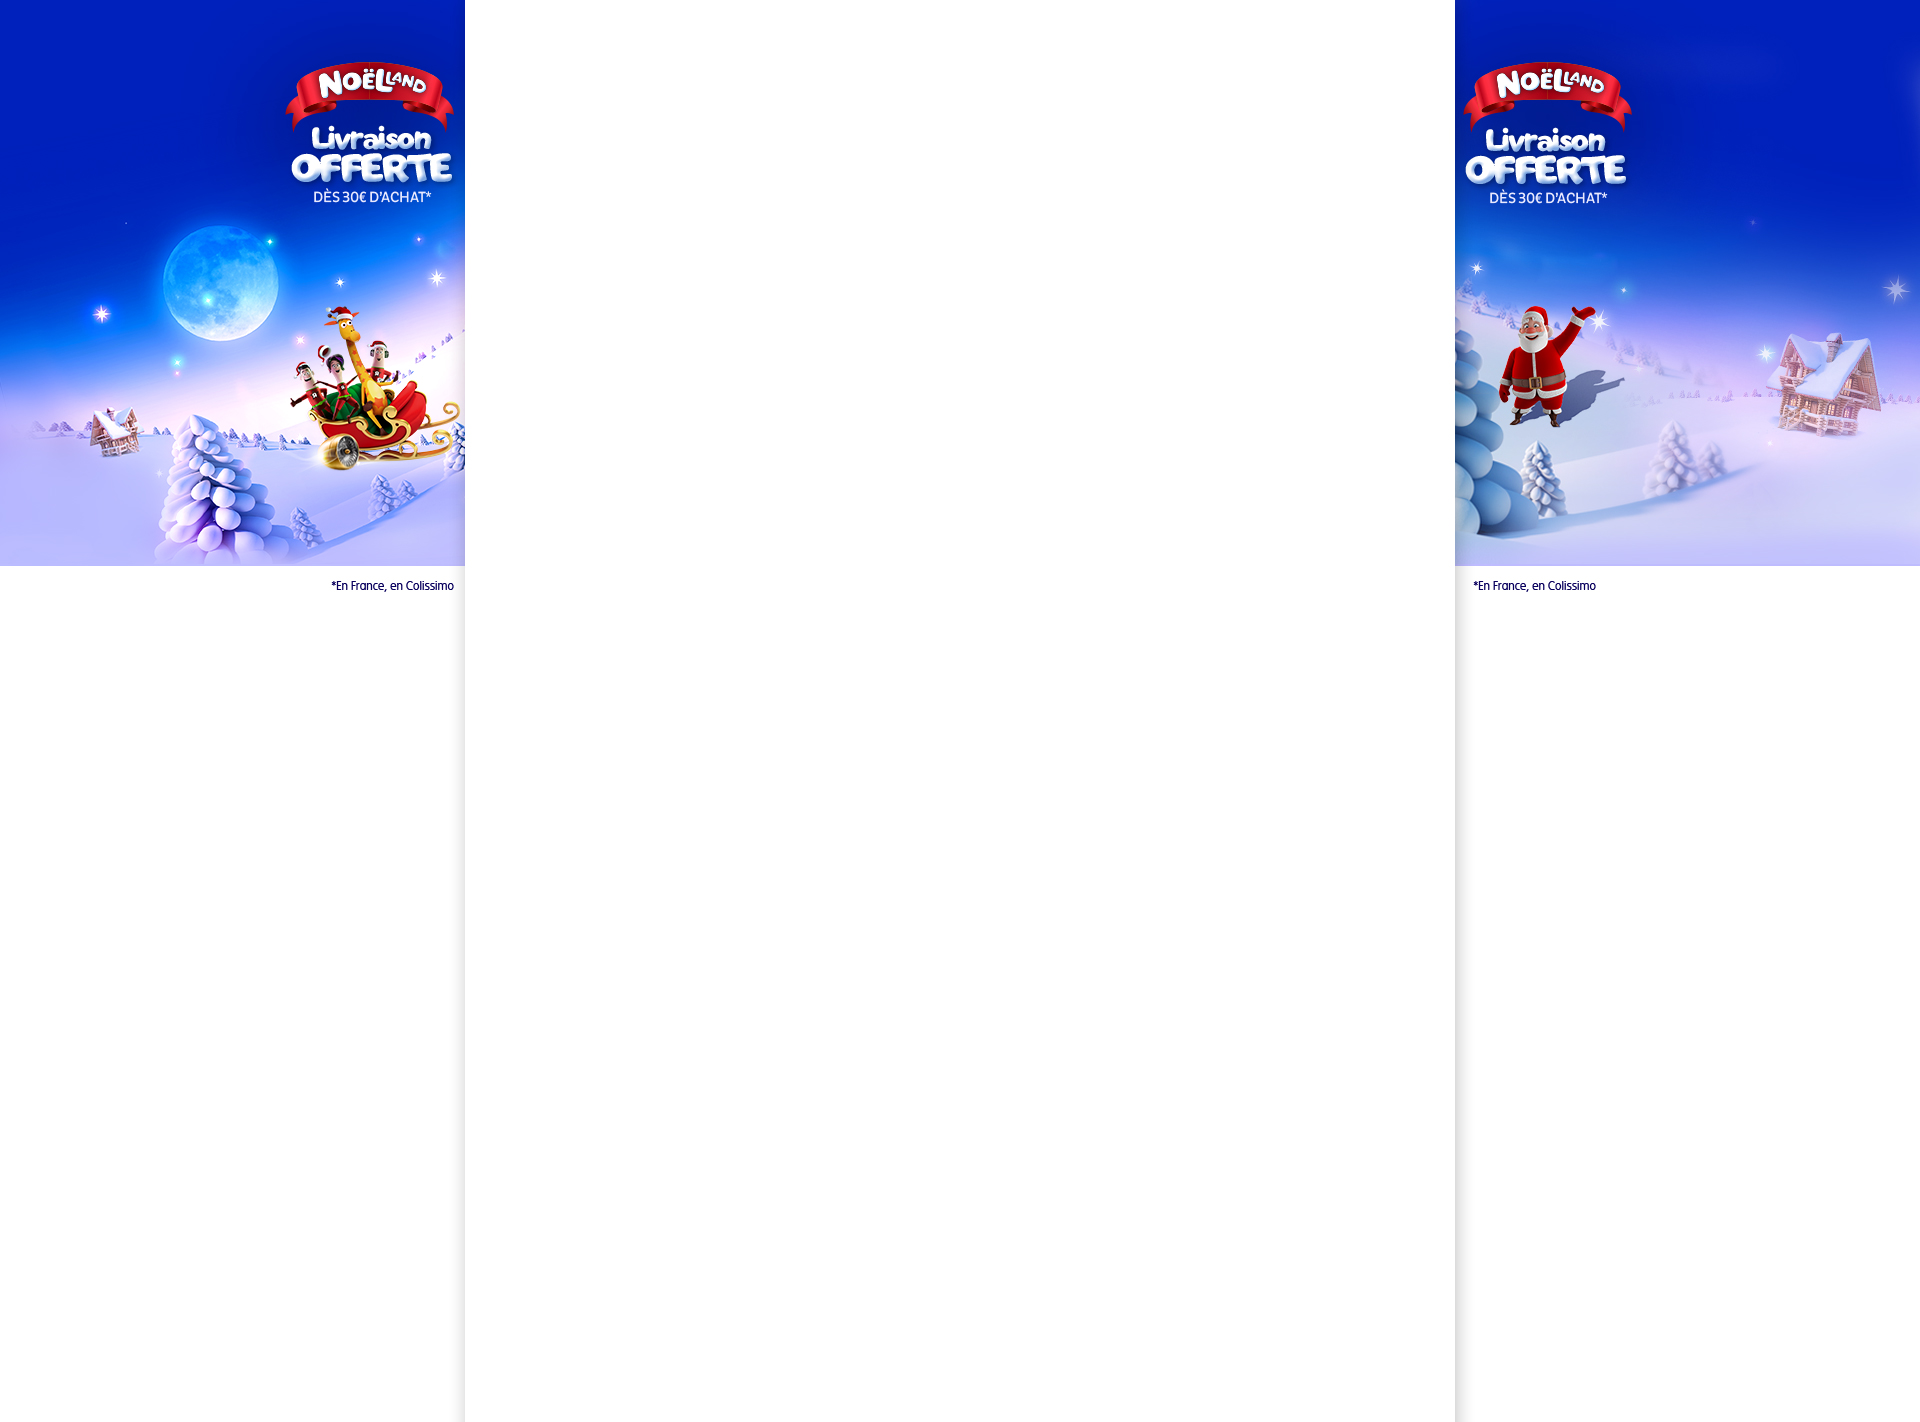 NOËLLAND
Livraison
OFFERTE
DÈS 30€ D'ACHAT*
*En France, en Colissimo
NOËLLAND
Livraison
OFFERTE
DÈS 30€ D'ACHAT*
*En France, en Colissimo